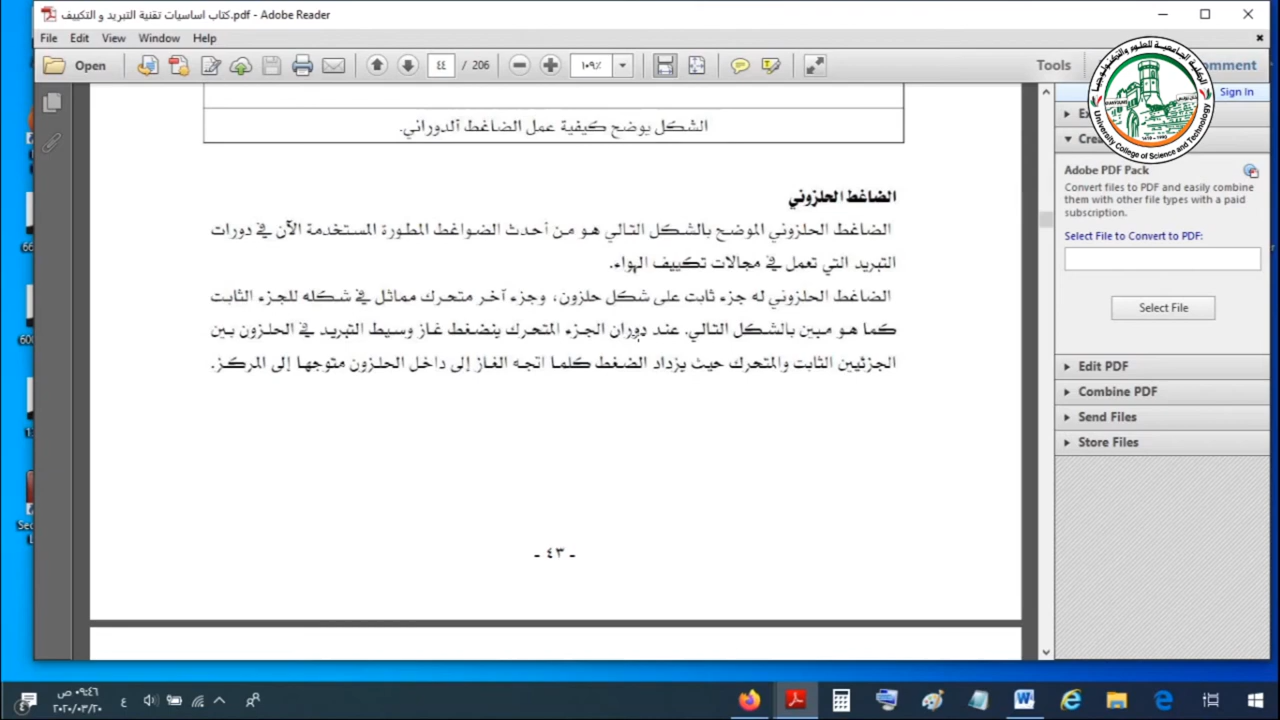 كتاب اساسيات تقنية التبريد و التكييف.pdf - Adobe Reader
File Edit View Window Help
Open ٤٤ / 206 ١٠٩٪ Tools Comment
Sign In
الكلية الجامعية للعلوم والتكنولوجيا
University College of Science and Technology
Adobe PDF Pack
Convert files to PDF and easily combine
them with other file types with a paid
subscription.
Select File to Convert to PDF:
Select File
Edit PDF
Combine PDF
Send Files
Store Files
الشكل يوضح كيفية عمل الضاغط الدوراني.
الضاغط الحلزوني
الضاغط الحلزوني الموضح بالشكل التالي هو من أحدث الضواغط المطورة المستخدمة الآن في دورات
التبريد التي تعمل في مجالات تكييف الهواء.
الضاغط الحلزوني له جزء ثابت على شكل حلزون، وجزء آخر متحرك مماثل في شكله للجزء الثابت
كما هو مبين بالشكل التالي. عند دوران الجزء المتحرك ينضغط غاز وسيط التبريد في الحلزون بين
الجزئيين الثابت والمتحرك حيث يزداد الضغط كلما اتجه الغاز إلى داخل الحلزون متوجها إلى المركز.
- ٤٣ -
٠٩:٤٦ ص
٢٠٢٠/٠٣/٢٠
ع